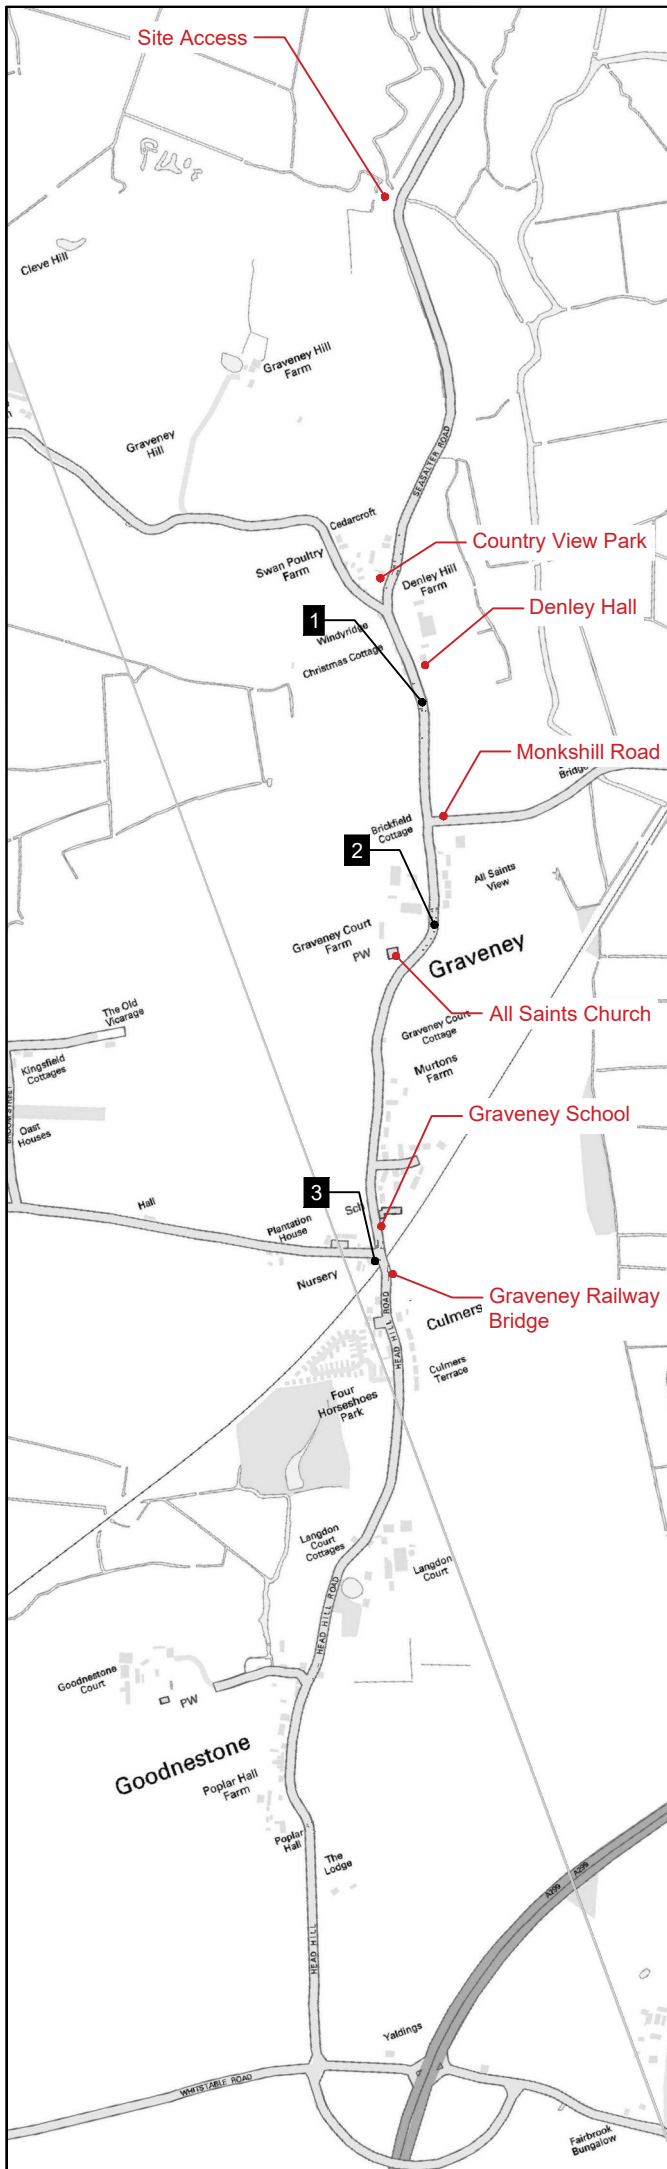 Site Access
Cleve Hill
Graveney Hill
Farm
Graveney
Hill
SEASALTER ROAD
Cedarcroft
Country View Park
Swan Poultry
Farm
Denley Hill
Farm
Denley Hall
1
Windyridge
Christmas Cottage
Monkshill Road
Bridge
Brickfield
Cottage
2
All Saints
View
Graveney Court
Farm
PW
Graveney
All Saints Church
The Old
Vicarage
Graveney Court
Cottage
Kingsfield
Cottages
Murtons
Farm
Oast
Houses
Graveney School
3
Hall
Sch
Plantation
House
Nursery
Graveney Railway
Bridge
HEAD HILL ROAD
Culmers
Culmers
Terrace
Four
Horseshoes
Park
Langdon
Court
Cottages
Langdon
Court
HEAD HILL ROAD
Goodnestone
Court
PW
Goodnestone
Poplar Hall
Farm
Poplar
Hall
The
Lodge
A299
A299
HEAD HILL
Yaldings
WHITSTABLE ROAD
Fairbrook
Bungalow